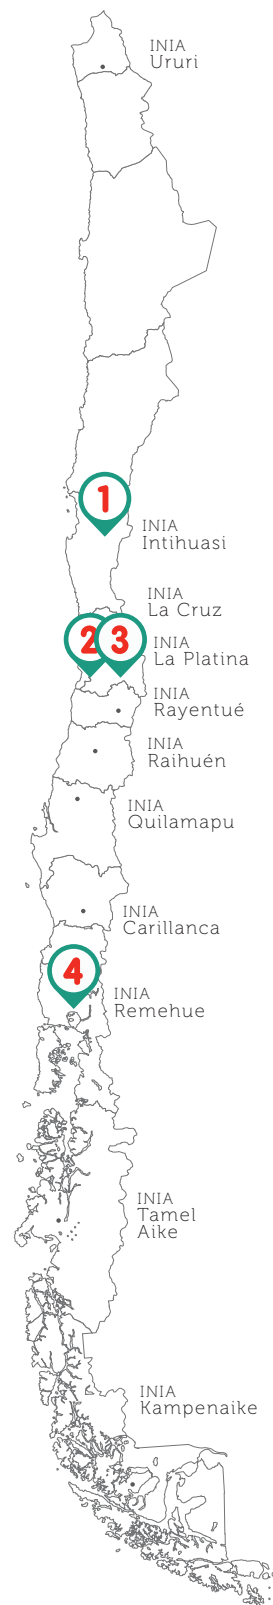 INIA
Ururi
1
INIA
Intihuasi
INIA
La Cruz
2
3
INIA
La Platina
INIA
Rayentué
INIA
Raihuén
INIA
Quilamapu
INIA
Carillanca
4
INIA
Remehue
INIA
Tamel
Aike
INIA
Kampenaike